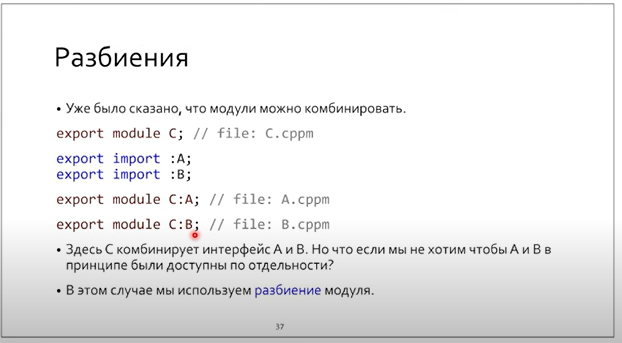 Разбиения
• Уже было сказано, что модули можно комбинировать.
export module C; // file: C.cppm
export import :A;
export import :B;
export module C:A; // file: A.cppm
export module C:B; // file: B.cppm
• Здесь C комбинирует интерфейс A и B. Но что если мы не хотим чтобы A и B в
принципе были доступны по отдельности?
• В этом случае мы используем разбиение модуля.
37